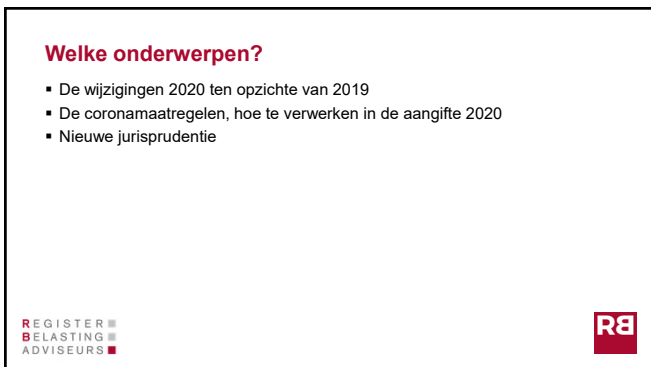 Welke onderwerpen?
▪ De wijzigingen 2020 ten opzichte van 2019
▪ De coronamaatregelen, hoe te verwerken in de aangifte 2020
▪ Nieuwe jurisprudentie
REGISTER
BELASTING
ADVISEURS
RB